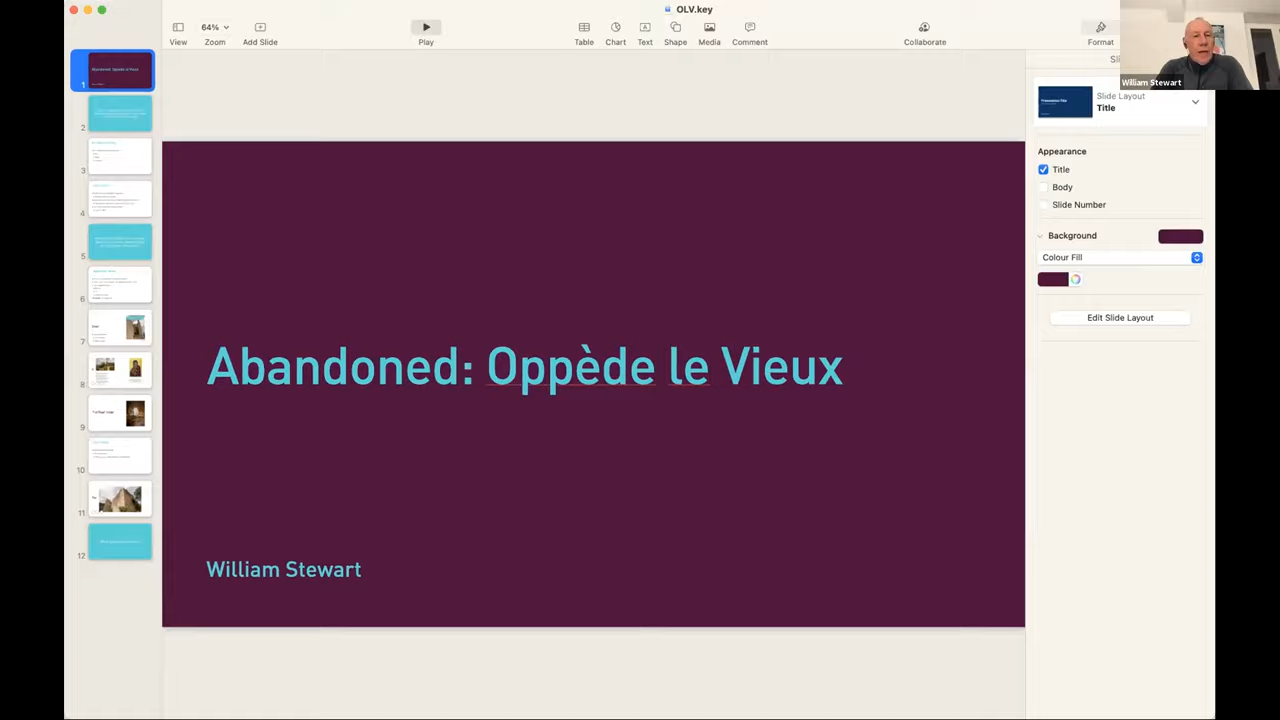 OLV.key
64%
View
Zoom
Add Slide
Play
Table
Chart
Text
Shape
Media
Comment
Collaborate
Format
William Stewart
Slide Layout
Title
Appearance
Title
Body
Slide Number
Background
Colour Fill
Edit Slide Layout
1
2
3
4
5
6
7
8
9
10
11
12
Abandoned: Oppède le Vieux
William Stewart